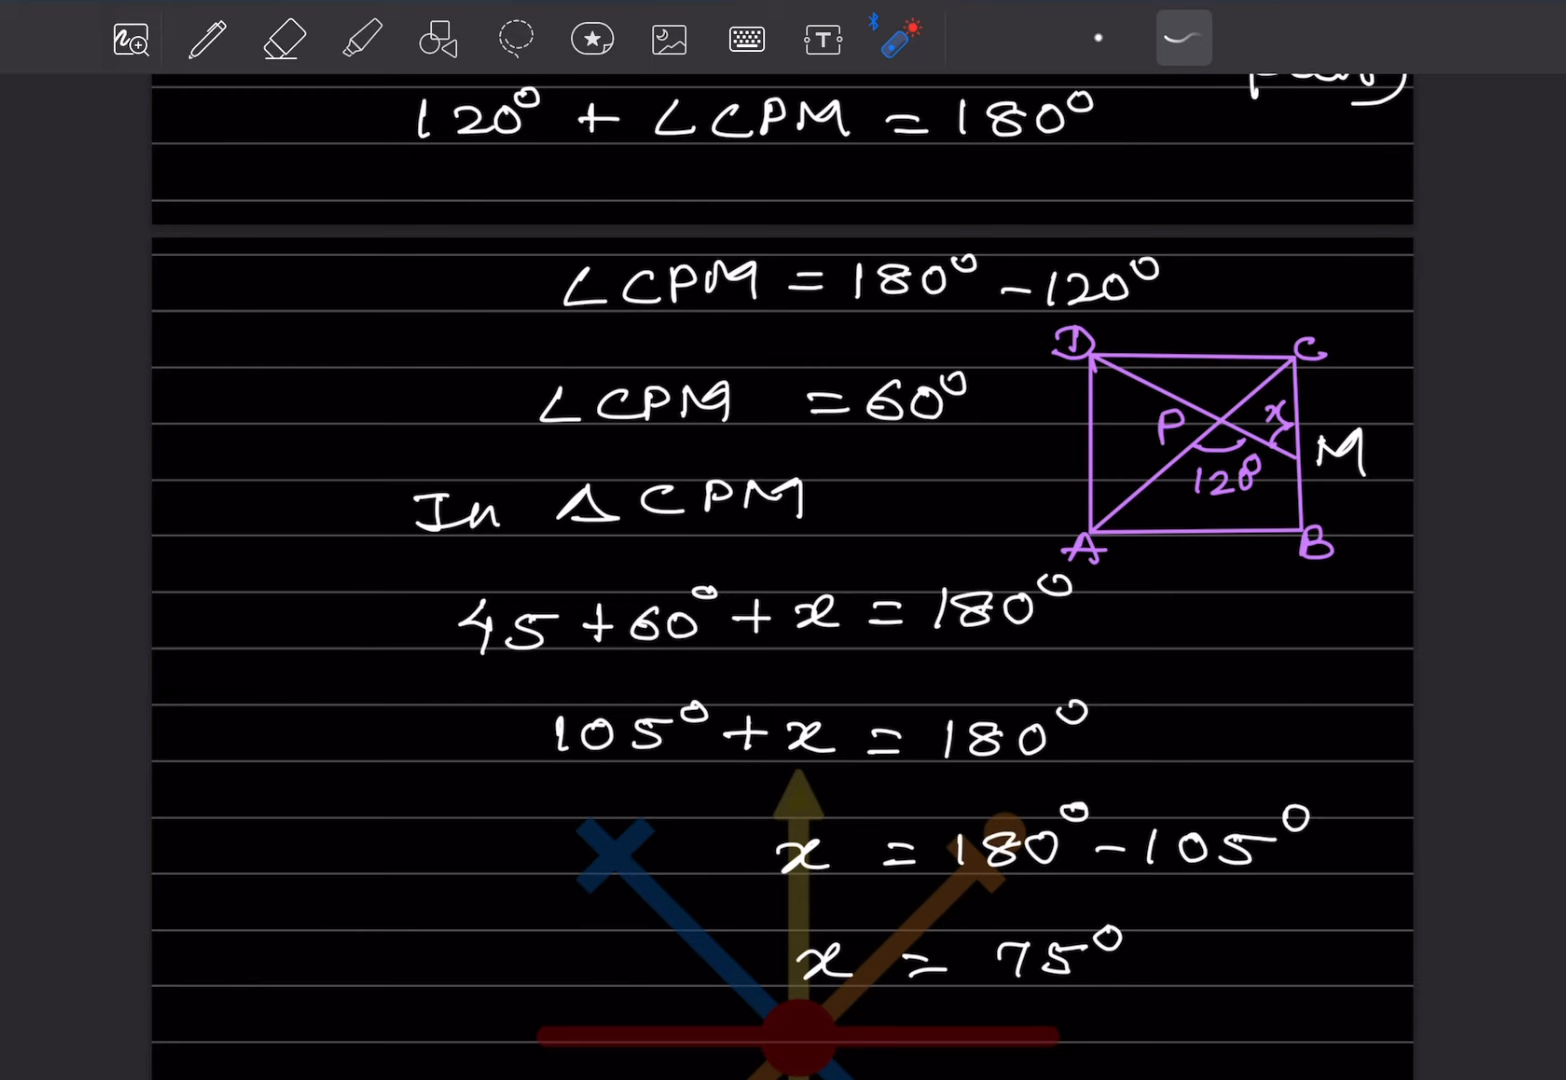 120° + ∠CPM = 180°
∠CPM = 180° - 120°
∠CPM = 60°
In △CPM
45 + 60° + x = 180°
105° + x = 180°
x = 180° - 105°
x = 75°
D
C
P
x
M
120°
A
B
T